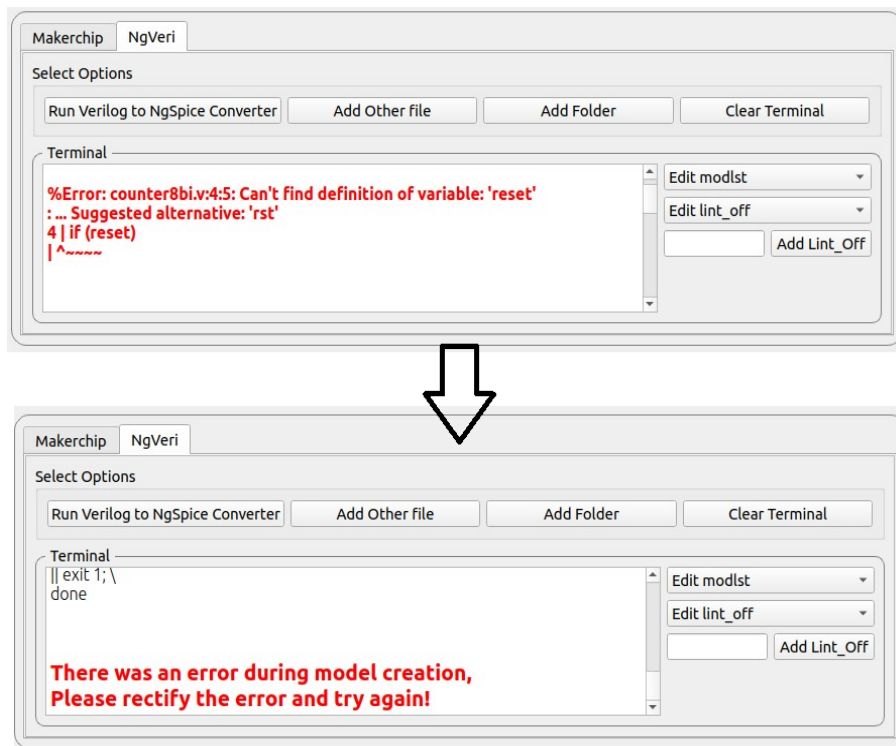 Makerchip NgVeri
Select Options
Run Verilog to NgSpice Converter Add Other file Add Folder Clear Terminal
Terminal
%Error: counter8bi.v:4:5: Can't find definition of variable: 'reset'
: ... Suggested alternative: 'rst'
4 | if (reset)
| ^~~~~
Edit modlst
Edit lint_off
Add Lint_Off
Makerchip NgVeri
Select Options
Run Verilog to NgSpice Converter Add Other file Add Folder Clear Terminal
Terminal
|| exit 1; \
done
There was an error during model creation,
Please rectify the error and try again!
Edit modlst
Edit lint_off
Add Lint_Off